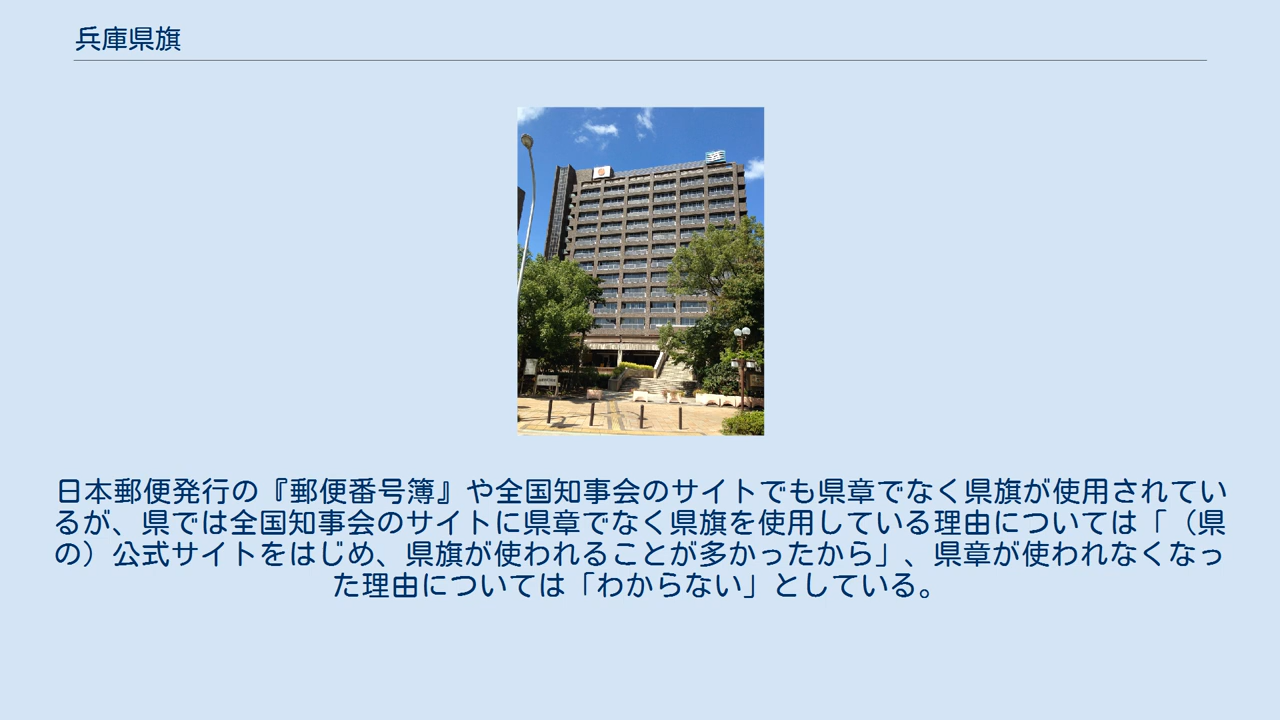 兵庫県旗
日本郵便発行の『郵便番号簿』や全国知事会のサイトでも県章でなく県旗が使用されてい
るが、県では全国知事会のサイトに県章でなく県旗を使用している理由については「（県
の）公式サイトをはじめ、県旗が使われることが多かったから」、県章が使われなくなっ
た理由については「わからない」としている。